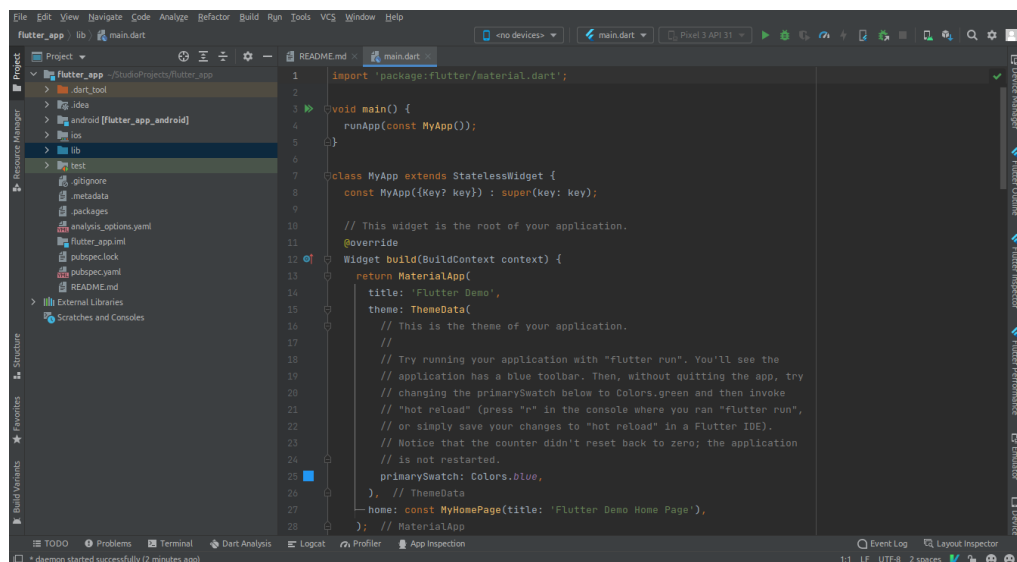 File Edit View Navigate Code Analyze Refactor Build Run Tools VCS Window Help
flutter_app lib main.dart <no devices> main.dart Pixel 3 API 31
Project README.md main.dart
flutter_app ~/StudioProjects/flutter_app
.dart_tool
.idea
android [flutter_app_android]
ios
lib
test
.gitignore
.metadata
.packages
analysis_options.yaml
flutter_app.iml
pubspec.lock
pubspec.yaml
README.md
External Libraries
Scratches and Consoles
Project
Resource Manager
Structure
Favorites
Build Variants
1 import 'package:flutter/material.dart';
2
3 void main() {
4 runApp(const MyApp());
5 }
6
7 class MyApp extends StatelessWidget {
8 const MyApp({Key? key}) : super(key: key);
9
10 // This widget is the root of your application.
11 @override
12 Widget build(BuildContext context) {
13 return MaterialApp(
14 title: 'Flutter Demo',
15 theme: ThemeData(
16 // This is the theme of your application.
17 //
18 // Try running your application with "flutter run". You'll see the
19 // application has a blue toolbar. Then, without quitting the app, try
20 // changing the primarySwatch below to Colors.green and then invoke
21 // "hot reload" (press "r" in the console where you ran "flutter run",
22 // or simply save your changes to "hot reload" in a Flutter IDE).
23 // Notice that the counter didn't reset back to zero; the application
24 // is not restarted.
25 primarySwatch: Colors.blue,
26 ), // ThemeData
27 home: const MyHomePage(title: 'Flutter Demo Home Page'),
28 ); // MaterialApp
Device Manager
Flutter Outline
Flutter Inspector
Flutter Performance
Emulator
Device
TODO Problems Terminal Dart Analysis Logcat Profiler App Inspection Event Log Layout Inspector
* daemon started successfully (2 minutes ago) 1:1 LF UTF-8 2 spaces